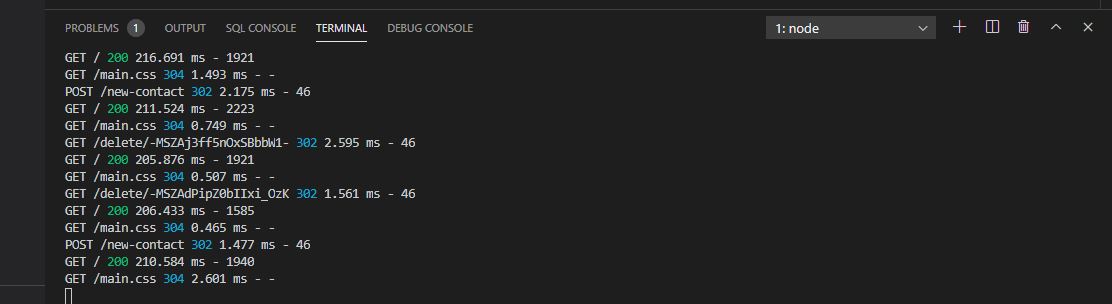 PROBLEMS 1 OUTPUT SQL CONSOLE TERMINAL DEBUG CONSOLE 1: node
GET / 200 216.691 ms - 1921
GET /main.css 304 1.493 ms - -
POST /new-contact 302 2.175 ms - 46
GET / 200 211.524 ms - 2223
GET /main.css 304 0.749 ms - -
GET /delete/-MSZAj3ff5nOxSBbbW1- 302 2.595 ms - 46
GET / 200 205.876 ms - 1921
GET /main.css 304 0.507 ms - -
GET /delete/-MSZAdPipZ0bIIxi_OzK 302 1.561 ms - 46
GET / 200 206.433 ms - 1585
GET /main.css 304 0.465 ms - -
POST /new-contact 302 1.477 ms - 46
GET / 200 210.584 ms - 1940
GET /main.css 304 2.601 ms - -